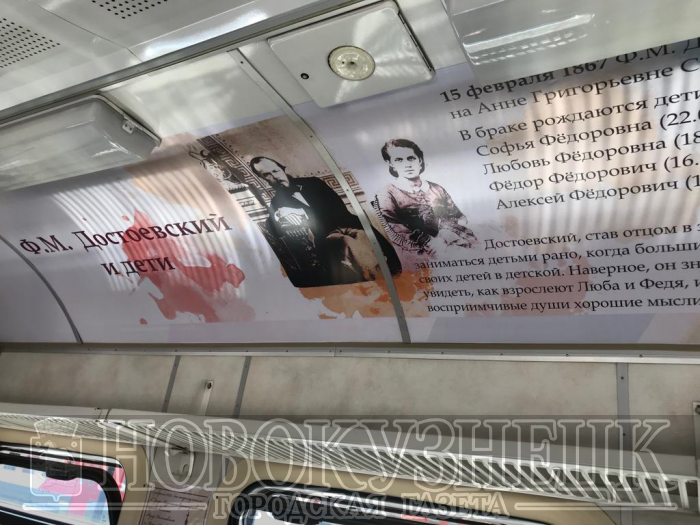 Ф.М. Достоевский
и дети
15 февраля 1867 Ф.М. Д
на Анне Григорьевне С
В браке рождаются дети
Софья Фёдоровна (22.0
Любовь Фёдоровна (18
Фёдор Фёдорович (16.
Алексей Фёдорович (1
Достоевский, став отцом в з
заниматься детьми рано, когда больши
своих детей в детской. Наверное, он зн
увидеть, как взрослеют Люба и Федя, и
восприимчивые души хорошие мысл
НОВОКУЗНЕЦК
ГОРОДСКАЯ ГАЗЕТА